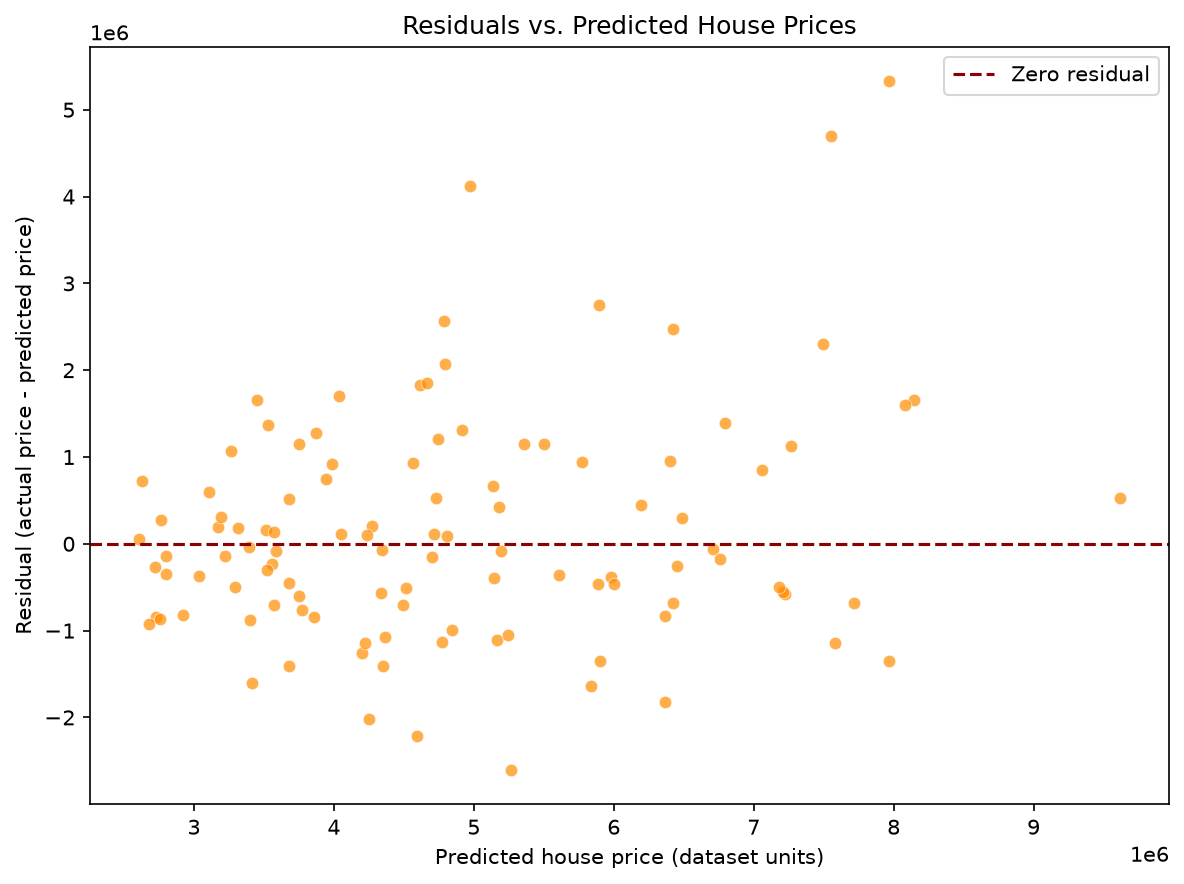 Residuals vs. Predicted House Prices
1e6
Zero residual
5
4
3
2
1
0
−1
−2
Residual (actual price - predicted price)
3 4 5 6 7 8 9
1e6
Predicted house price (dataset units)